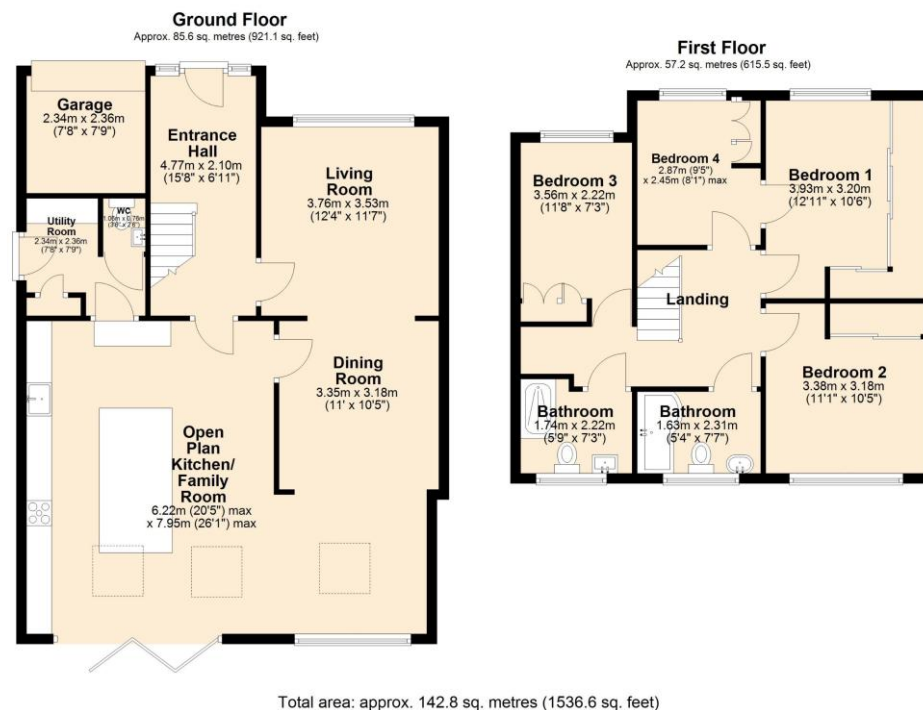 Ground Floor
Approx. 85.6 sq. metres (921.1 sq. feet)
Garage
2.34m x 2.36m
(7'8" x 7'9")
Entrance
Hall
4.77m x 2.10m
(15'8" x 6'11")
Living
Room
3.76m x 3.53m
(12'4" x 11'7")
Utility
Room
2.34m x 2.36m
(7'8" x 7'9")
WC
Dining
Room
3.35m x 3.18m
(11' x 10'5")
Open
Plan
Kitchen/
Family
Room
6.22m (20'5") max
x 7.95m (26'1") max
First Floor
Approx. 57.2 sq. metres (615.5 sq. feet)
Bedroom 4
2.87m (9'5")
x 2.45m (8'1") max
Bedroom 3
3.56m x 2.22m
(11'8" x 7'3")
Bedroom 1
3.93m x 3.20m
(12'11" x 10'6")
Landing
Bedroom 2
3.38m x 3.18m
(11'1" x 10'5")
Bathroom
1.74m x 2.22m
(5'9" x 7'3")
Bathroom
1.63m x 2.31m
(5'4" x 7'7")
Total area: approx. 142.8 sq. metres (1536.6 sq. feet)